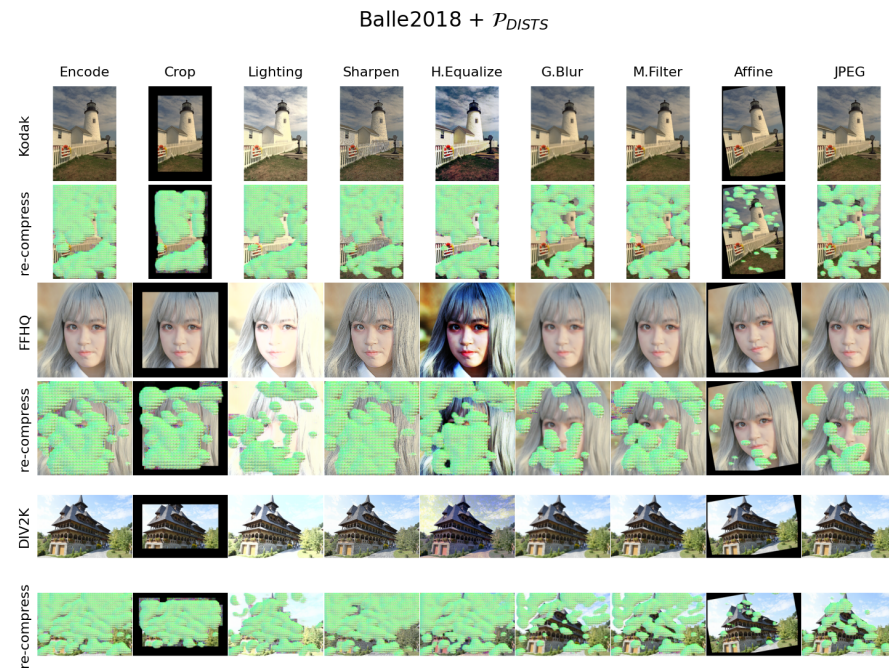 Balle2018 + P_DISTS
Encode Crop Lighting Sharpen H.Equalize G.Blur M.Filter Affine JPEG
Kodak
re-compress
FFHQ
re-compress
DIV2K
re-compress